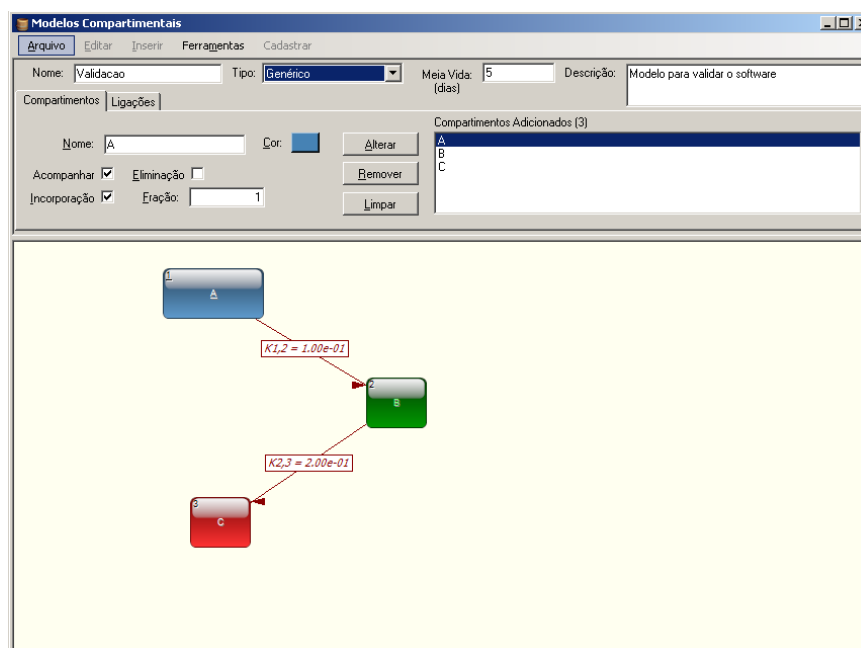 Modelos Compartimentais
Arquivo Editar Inserir Ferramentas Cadastrar
Nome: Validacao Tipo: Genérico Meia Vida: (dias) 5 Descrição: Modelo para validar o software
Compartimentos Ligações
Compartimentos Adicionados (3)
Nome: A Cor: Alterar
A
B
C
Acompanhar Eliminação Remover
Incorporação Fração: 1 Limpar
1
A
K1,2 = 1.00e-01
2
B
K2,3 = 2.00e-01
3
C